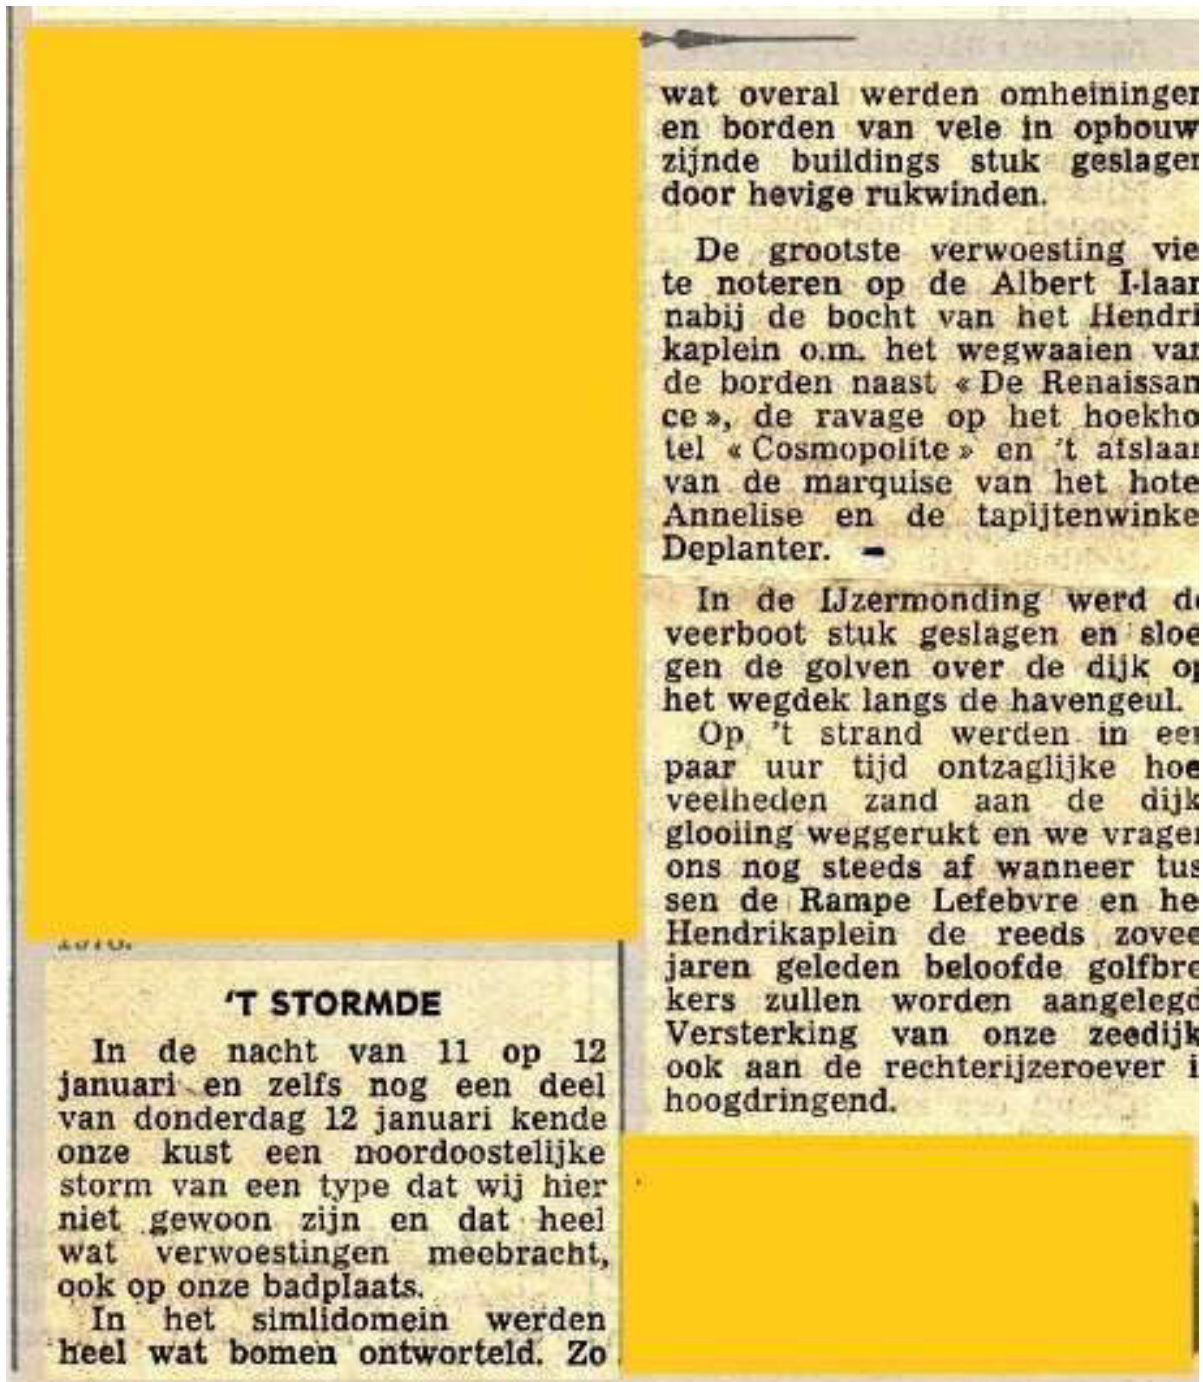 'T STORMDE
In de nacht van 11 op 12
januari en zelfs nog een deel
van donderdag 12 januari kende
onze kust een noordoostelijke
storm van een type dat wij hier
niet gewoon zijn en dat heel
wat verwoestingen meebracht,
ook op onze badplaats.
In het simlidomein werden
heel wat bomen ontworteld. Zo
wat overal werden omheiningen
en borden van vele in opbouw
zijnde buildings stuk geslagen
door hevige rukwinden.
De grootste verwoesting vie
te noteren op de Albert I-laan
nabij de bocht van het Hendri
kaplein o.m. het wegwaaien van
de borden naast « De Renaissan
ce », de ravage op het hoekho
tel « Cosmopolite » en 't afslaan
van de marquise van het hote
Annelise en de tapijtenwinke
Deplanter. -
In de IJzermonding werd de
veerboot stuk geslagen en sloe
gen de golven over de dijk op
het wegdek langs de havengeul.
Op 't strand werden in een
paar uur tijd ontzaglijke hoe
veelheden zand aan de dijk
glooiing weggerukt en we vragen
ons nog steeds af wanneer tus
sen de Rampe Lefebvre en he
Hendrikaplein de reeds zovee
jaren geleden beloofde golfbre
kers zullen worden aangelegd
Versterking van onze zeedijk
ook aan de rechterijzeroever i
hoogdringend.